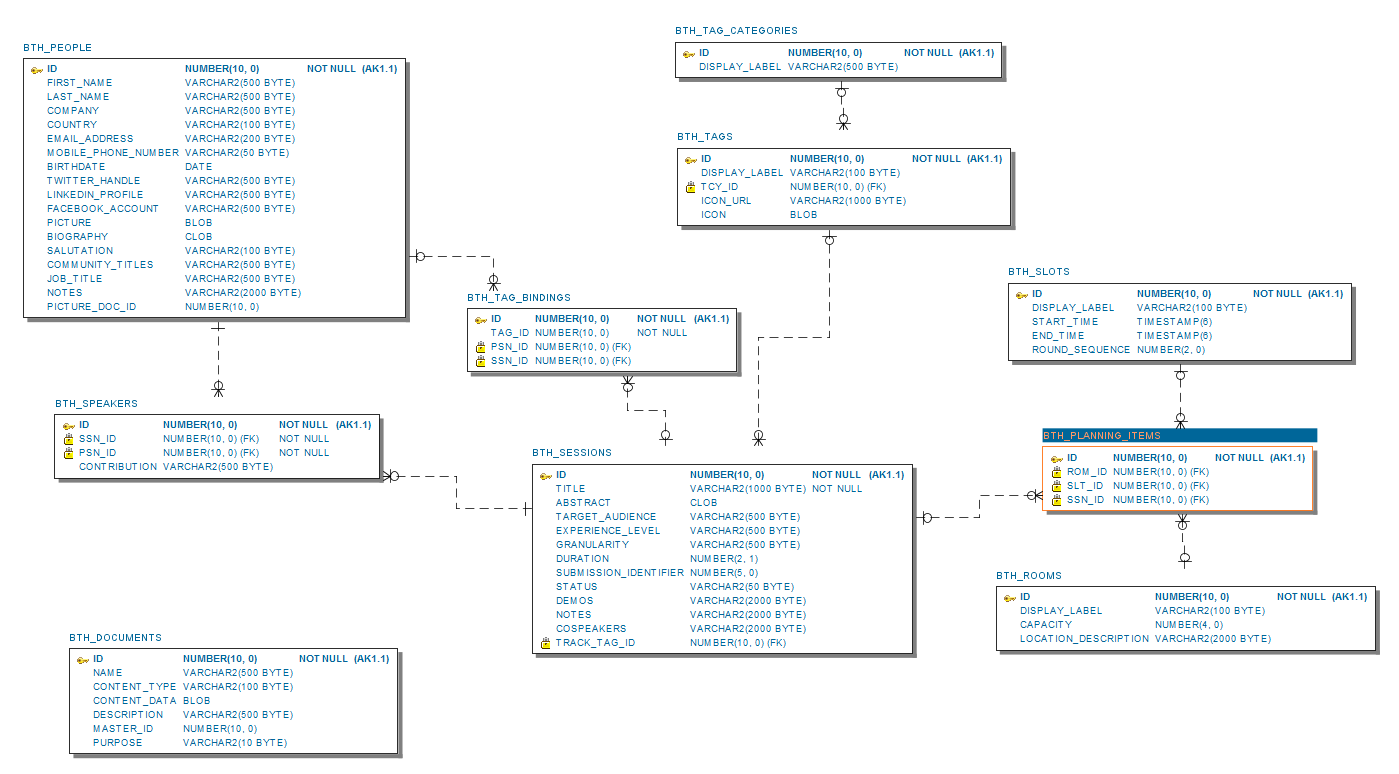 BTH_PEOPLE
ID NUMBER(10, 0) NOT NULL (AK1.1)
FIRST_NAME VARCHAR2(500 BYTE)
LAST_NAME VARCHAR2(500 BYTE)
COMPANY VARCHAR2(500 BYTE)
COUNTRY VARCHAR2(100 BYTE)
EMAIL_ADDRESS VARCHAR2(200 BYTE)
MOBILE_PHONE_NUMBER VARCHAR2(50 BYTE)
BIRTHDATE DATE
TWITTER_HANDLE VARCHAR2(500 BYTE)
LINKEDIN_PROFILE VARCHAR2(500 BYTE)
FACEBOOK_ACCOUNT VARCHAR2(500 BYTE)
PICTURE BLOB
BIOGRAPHY CLOB
SALUTATION VARCHAR2(100 BYTE)
COMMUNITY_TITLES VARCHAR2(500 BYTE)
JOB_TITLE VARCHAR2(500 BYTE)
NOTES VARCHAR2(2000 BYTE)
PICTURE_DOC_ID NUMBER(10, 0)
BTH_TAG_CATEGORIES
ID NUMBER(10, 0) NOT NULL (AK1.1)
DISPLAY_LABEL VARCHAR2(500 BYTE)
BTH_TAGS
ID NUMBER(10, 0) NOT NULL (AK1.1)
DISPLAY_LABEL VARCHAR2(100 BYTE)
TCY_ID NUMBER(10, 0) (FK)
ICON_URL VARCHAR2(1000 BYTE)
ICON BLOB
BTH_TAG_BINDINGS
ID NUMBER(10, 0) NOT NULL (AK1.1)
TAG_ID NUMBER(10, 0) NOT NULL
PSN_ID NUMBER(10, 0) (FK)
SSN_ID NUMBER(10, 0) (FK)
BTH_SLOTS
ID NUMBER(10, 0) NOT NULL (AK1.1)
DISPLAY_LABEL VARCHAR2(100 BYTE)
START_TIME TIMESTAMP(6)
END_TIME TIMESTAMP(6)
ROUND_SEQUENCE NUMBER(2, 0)
BTH_SPEAKERS
ID NUMBER(10, 0) NOT NULL (AK1.1)
SSN_ID NUMBER(10, 0) (FK) NOT NULL
PSN_ID NUMBER(10, 0) (FK) NOT NULL
CONTRIBUTION VARCHAR2(500 BYTE)
BTH_SESSIONS
ID NUMBER(10, 0) NOT NULL (AK1.1)
TITLE VARCHAR2(1000 BYTE) NOT NULL
ABSTRACT CLOB
TARGET_AUDIENCE VARCHAR2(500 BYTE)
EXPERIENCE_LEVEL VARCHAR2(500 BYTE)
GRANULARITY VARCHAR2(500 BYTE)
DURATION NUMBER(2, 1)
SUBMISSION_IDENTIFIER NUMBER(5, 0)
STATUS VARCHAR2(50 BYTE)
DEMOS VARCHAR2(2000 BYTE)
NOTES VARCHAR2(2000 BYTE)
COSPEAKERS VARCHAR2(2000 BYTE)
TRACK_TAG_ID NUMBER(10, 0) (FK)
BTH_PLANNING_ITEMS
ID NUMBER(10, 0) NOT NULL (AK1.1)
ROM_ID NUMBER(10, 0) (FK)
SLT_ID NUMBER(10, 0) (FK)
SSN_ID NUMBER(10, 0) (FK)
BTH_ROOMS
ID NUMBER(10, 0) NOT NULL (AK1.1)
DISPLAY_LABEL VARCHAR2(100 BYTE)
CAPACITY NUMBER(4, 0)
LOCATION_DESCRIPTION VARCHAR2(2000 BYTE)
BTH_DOCUMENTS
ID NUMBER(10, 0) NOT NULL (AK1.1)
NAME VARCHAR2(500 BYTE)
CONTENT_TYPE VARCHAR2(100 BYTE)
CONTENT_DATA BLOB
DESCRIPTION VARCHAR2(500 BYTE)
MASTER_ID NUMBER(10, 0)
PURPOSE VARCHAR2(10 BYTE)